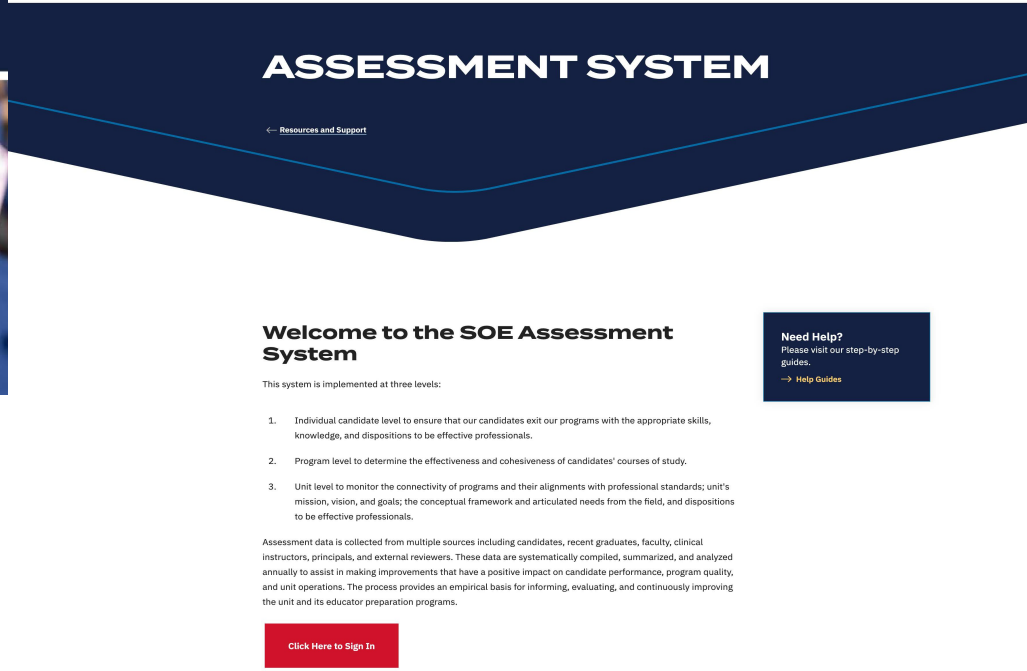 ASSESSMENT SYSTEM
Resources and Support
Welcome to the SOE Assessment
System
This system is implemented at three levels:
1. Individual candidate level to ensure that our candidates exit our programs with the appropriate skills,
knowledge, and dispositions to be effective professionals.
2. Program level to determine the effectiveness and cohesiveness of candidates' courses of study.
3. Unit level to monitor the connectivity of programs and their alignments with professional standards; unit's
mission, vision, and goals; the conceptual framework and articulated needs from the field, and dispositions
to be effective professionals.
Assessment data is collected from multiple sources including candidates, recent graduates, faculty, clinical
instructors, principals, and external reviewers. These data are systematically compiled, summarized, and analyzed
annually to assist in making improvements that have a positive impact on candidate performance, program quality,
and unit operations. The process provides an empirical basis for informing, evaluating, and continuously improving
the unit and its educator preparation programs.
Click Here to Sign In
Need Help?
Please visit our step-by-step
guides.
Help Guides